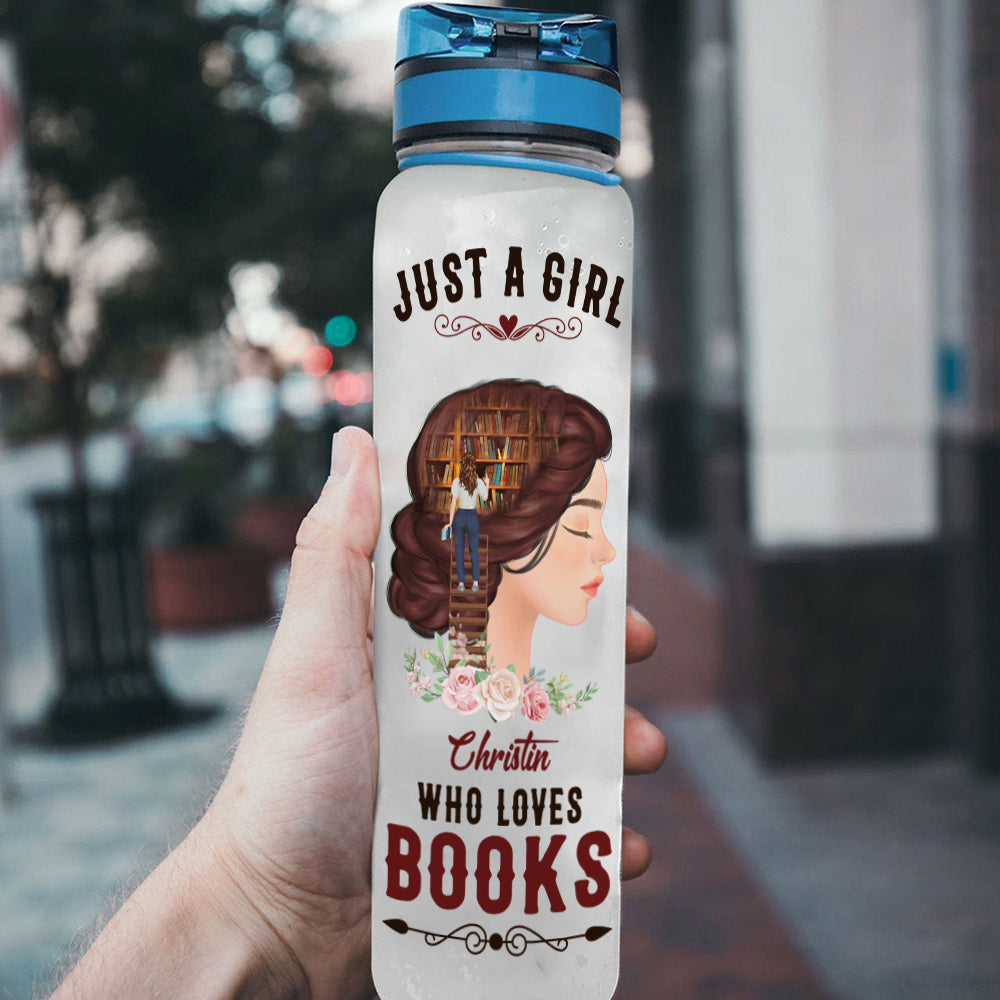 JUST A GIRL
Christin
WHO LOVES
BOOKS